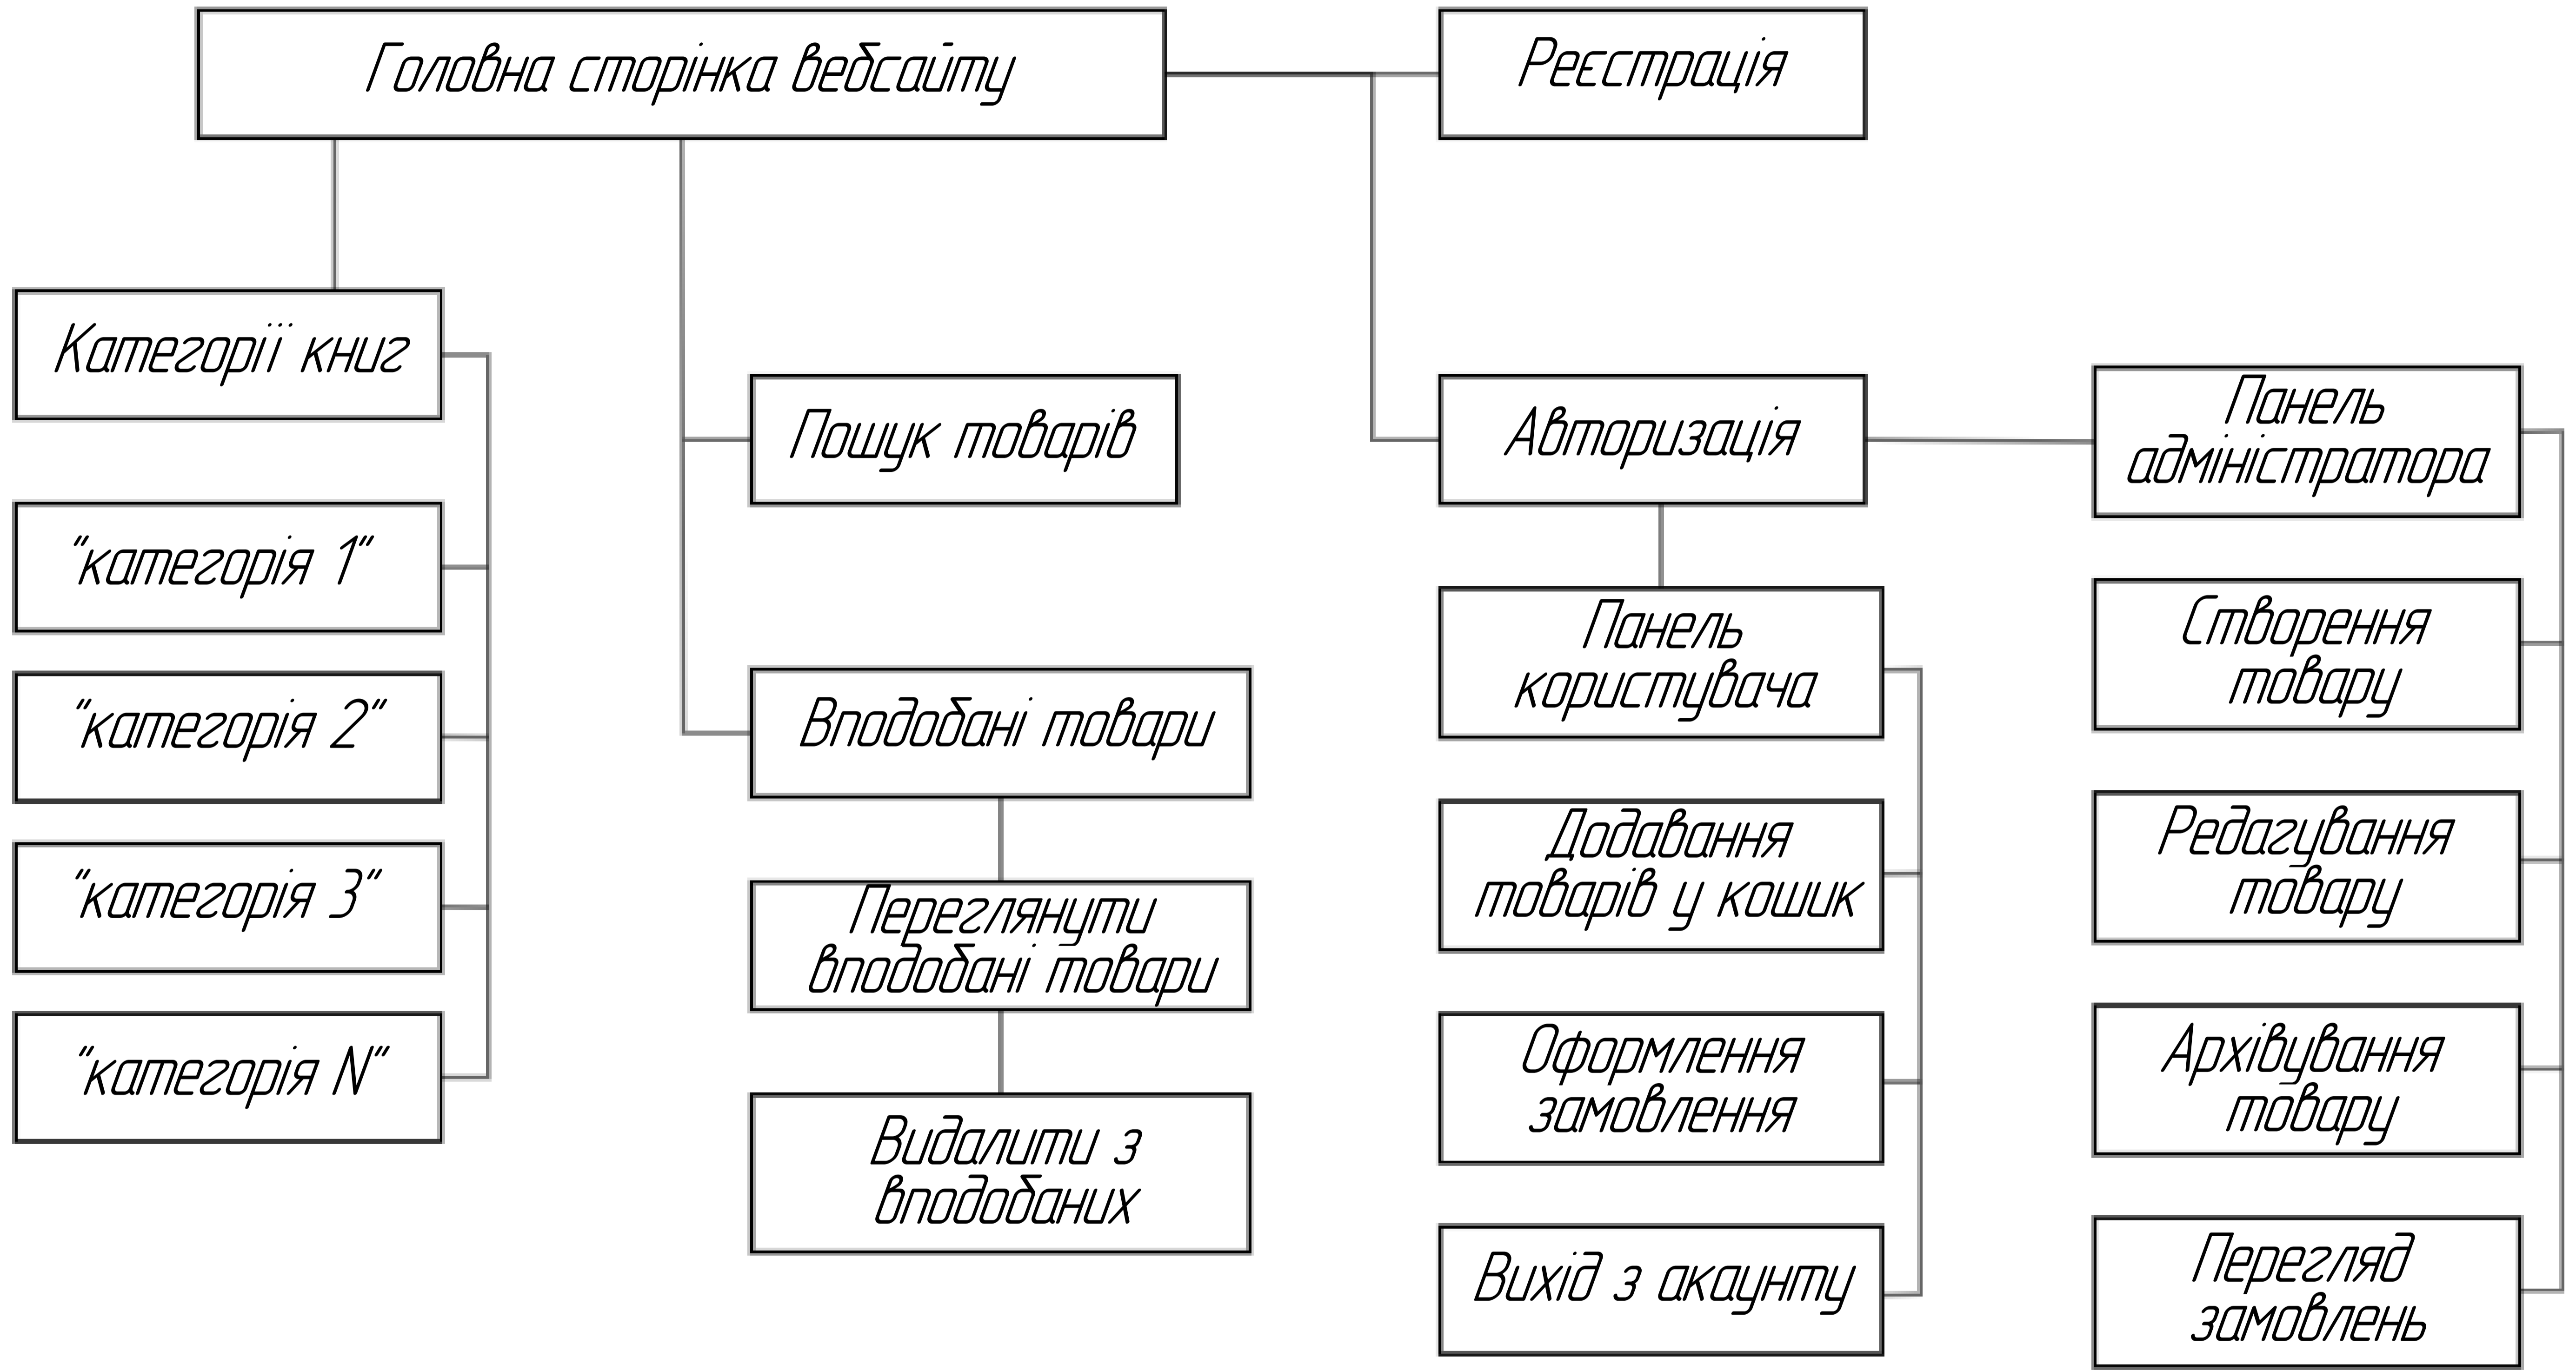 Головна сторінка вебсайту
Реєстрація
Категорії книг
"категорія 1"
"категорія 2"
"категорія 3"
"категорія N"
Пошук товарів
Вподобані товари
Переглянути
вподобані товари
Видалити з
вподобаних
Авторизація
Панель
користувача
Додавання
товарів у кошик
Оформлення
замовлення
Вихід з акаунту
Панель
адміністратора
Створення
товару
Редагування
товару
Архівування
товару
Перегляд
замовлень